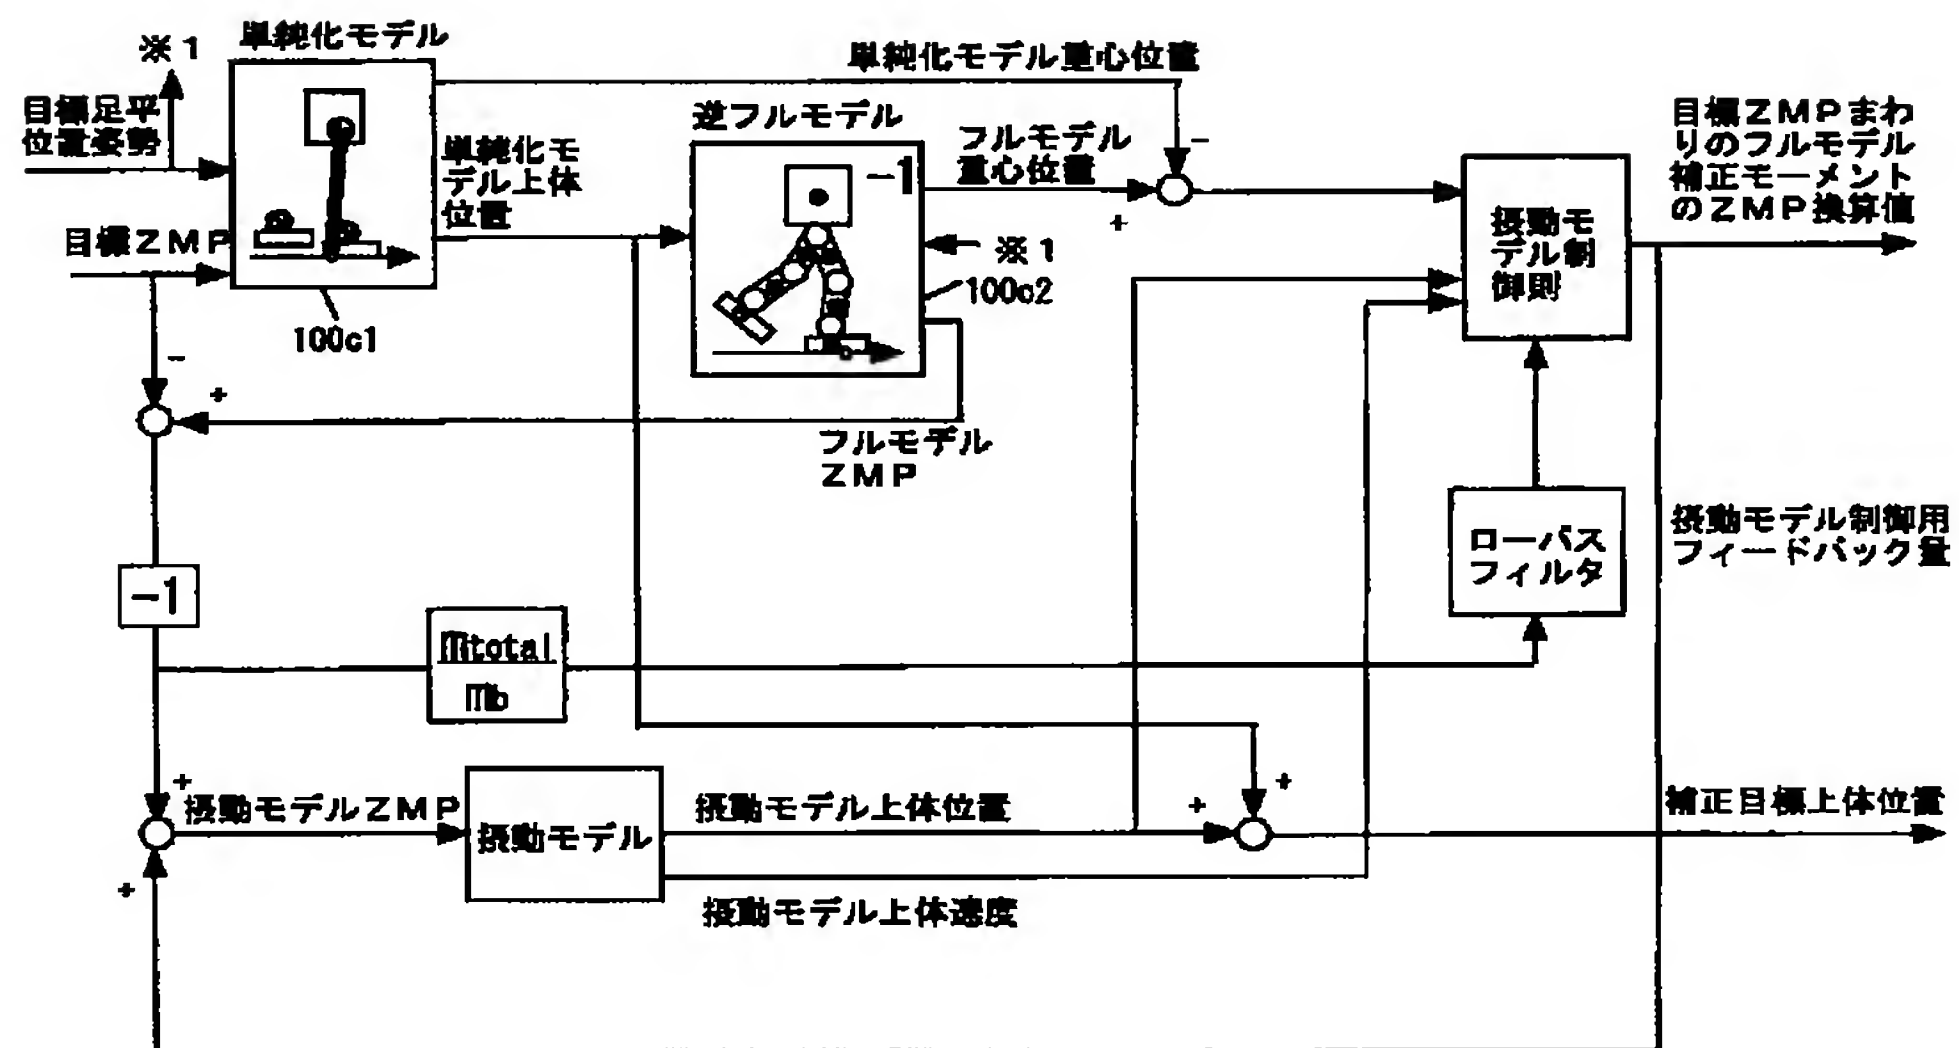 ※1
単純化モデル
目標足平
位置姿勢
目標ZMP
100c1
単純化モ
デル上体
位置
単純化モデル重心位置
逆フルモデル
-1
フルモデル
重心位置
※1
100c2
-
+
摂動モ
デル制
御則
目標ZMPまわ
りのフルモデル
補正モーメント
のZMP換算値
-
+
フルモデル
ZMP
ローパス
フィルタ
摂動モデル制御用
フィードバック量
-1
mtotal
mb
+
摂動モデルZMP
摂動モデル
摂動モデル上体位置
+
+
補正目標上体位置
+
摂動モデル上体速度